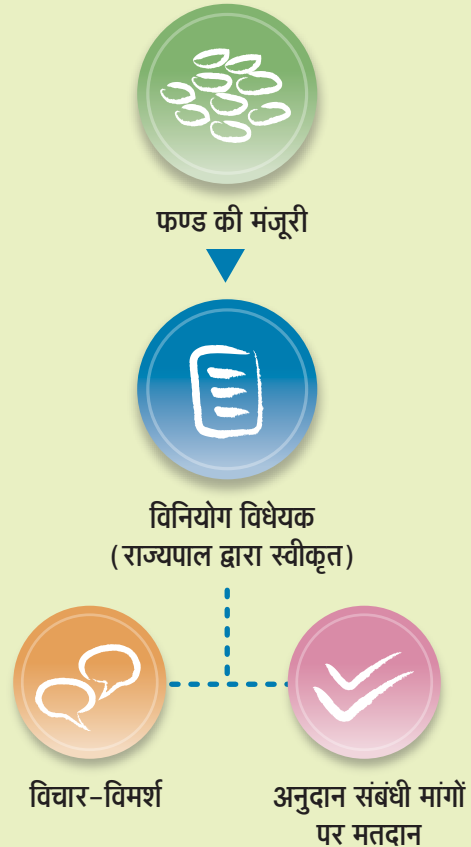 फण्ड की मंजूरी
विनियोग विधेयक
(राज्यपाल द्वारा स्वीकृत)
विचार-विमर्श
अनुदान संबंधी मांगों
पर मतदान